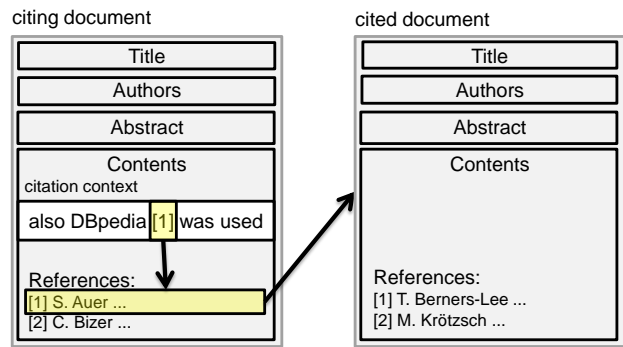 citing document
Title
Authors
Abstract
Contents
citation context
also DBpedia [1] was used
References:
[1] S. Auer ...
[2] C. Bizer ...
cited document
Title
Authors
Abstract
Contents
References:
[1] T. Berners-Lee ...
[2] M. Krötzsch ...